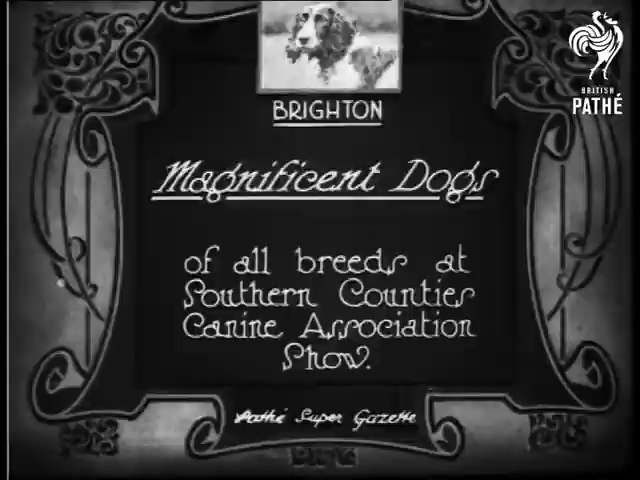 BRITISH
PATHÉ
BRIGHTON
Magnificent Dogs
of all breeds at
Southern Counties
Canine Association
Show.
Pathé Super Gazette